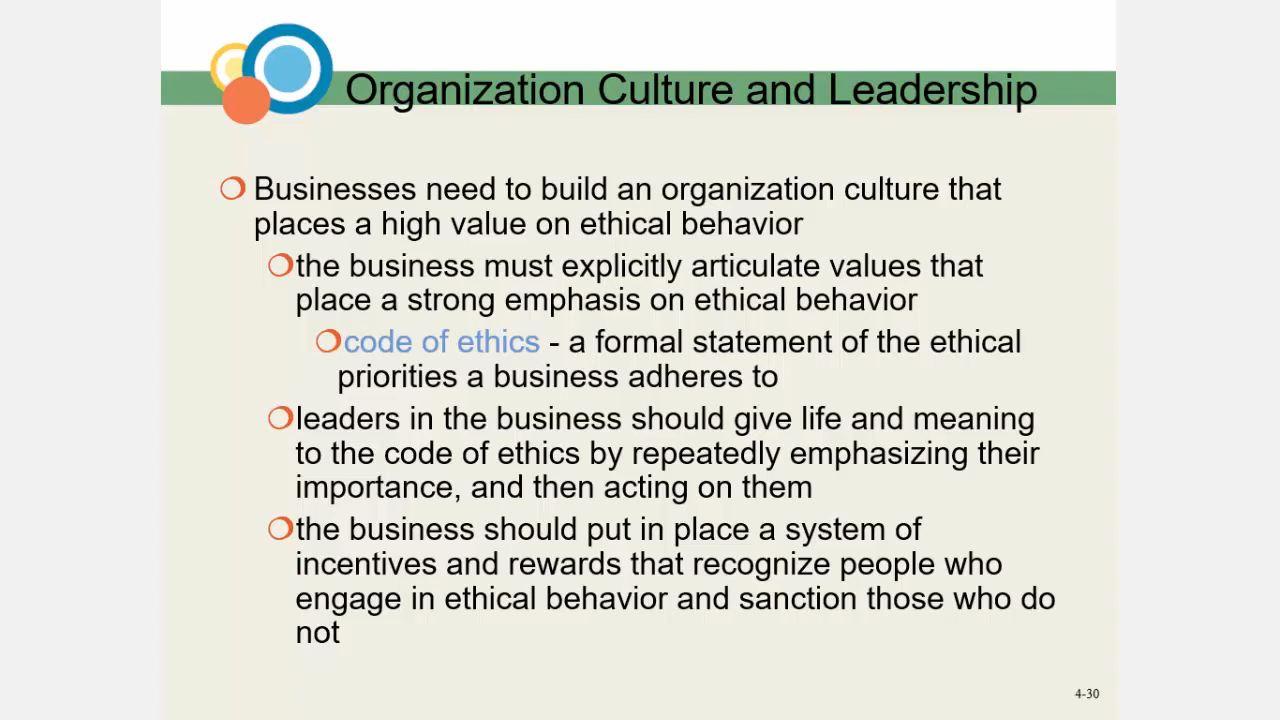 Organization Culture and Leadership
Businesses need to build an organization culture that
places a high value on ethical behavior
the business must explicitly articulate values that
place a strong emphasis on ethical behavior
code of ethics - a formal statement of the ethical
priorities a business adheres to
leaders in the business should give life and meaning
to the code of ethics by repeatedly emphasizing their
importance, and then acting on them
the business should put in place a system of
incentives and rewards that recognize people who
engage in ethical behavior and sanction those who do
not
4-30